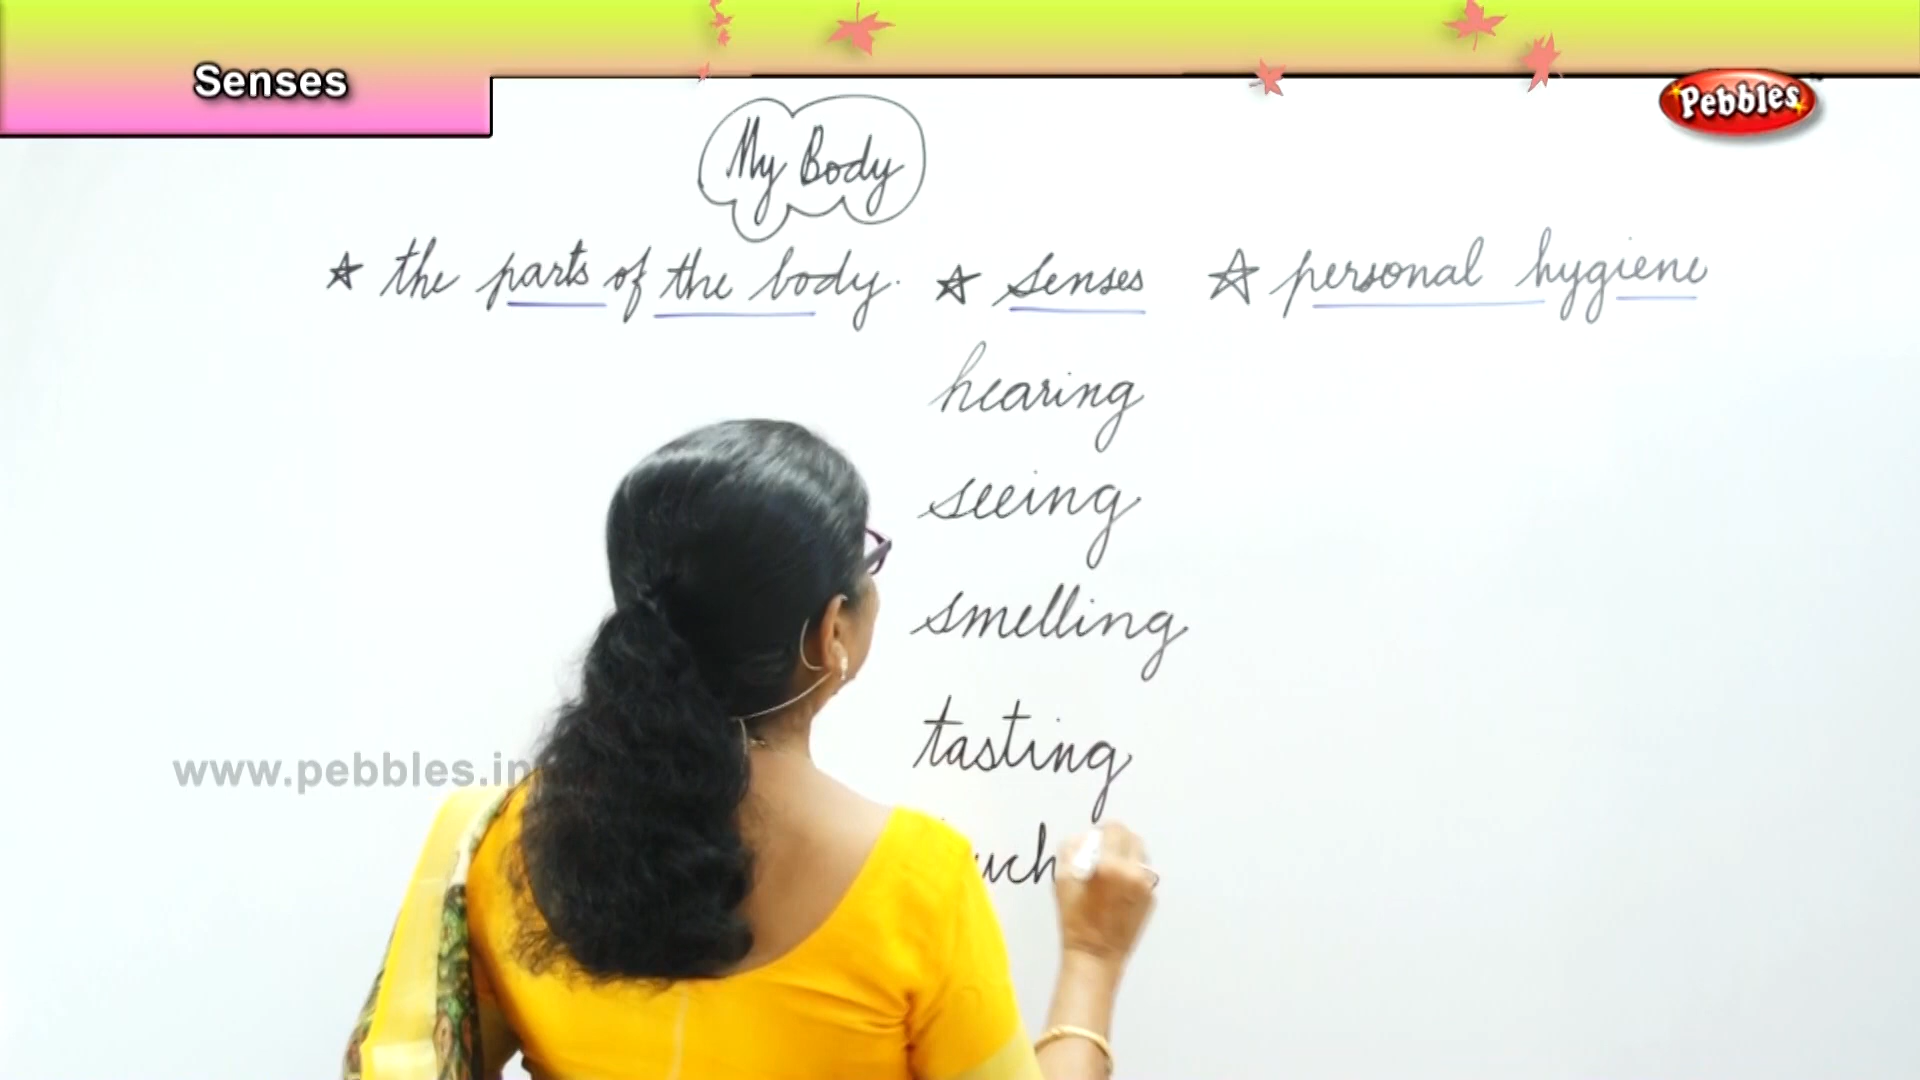 Senses
Pebbles
My Body
☆ the parts of the body. ☆ senses ☆ personal hygiene
hearing
seeing
smelling
tasting
www.pebbles.in